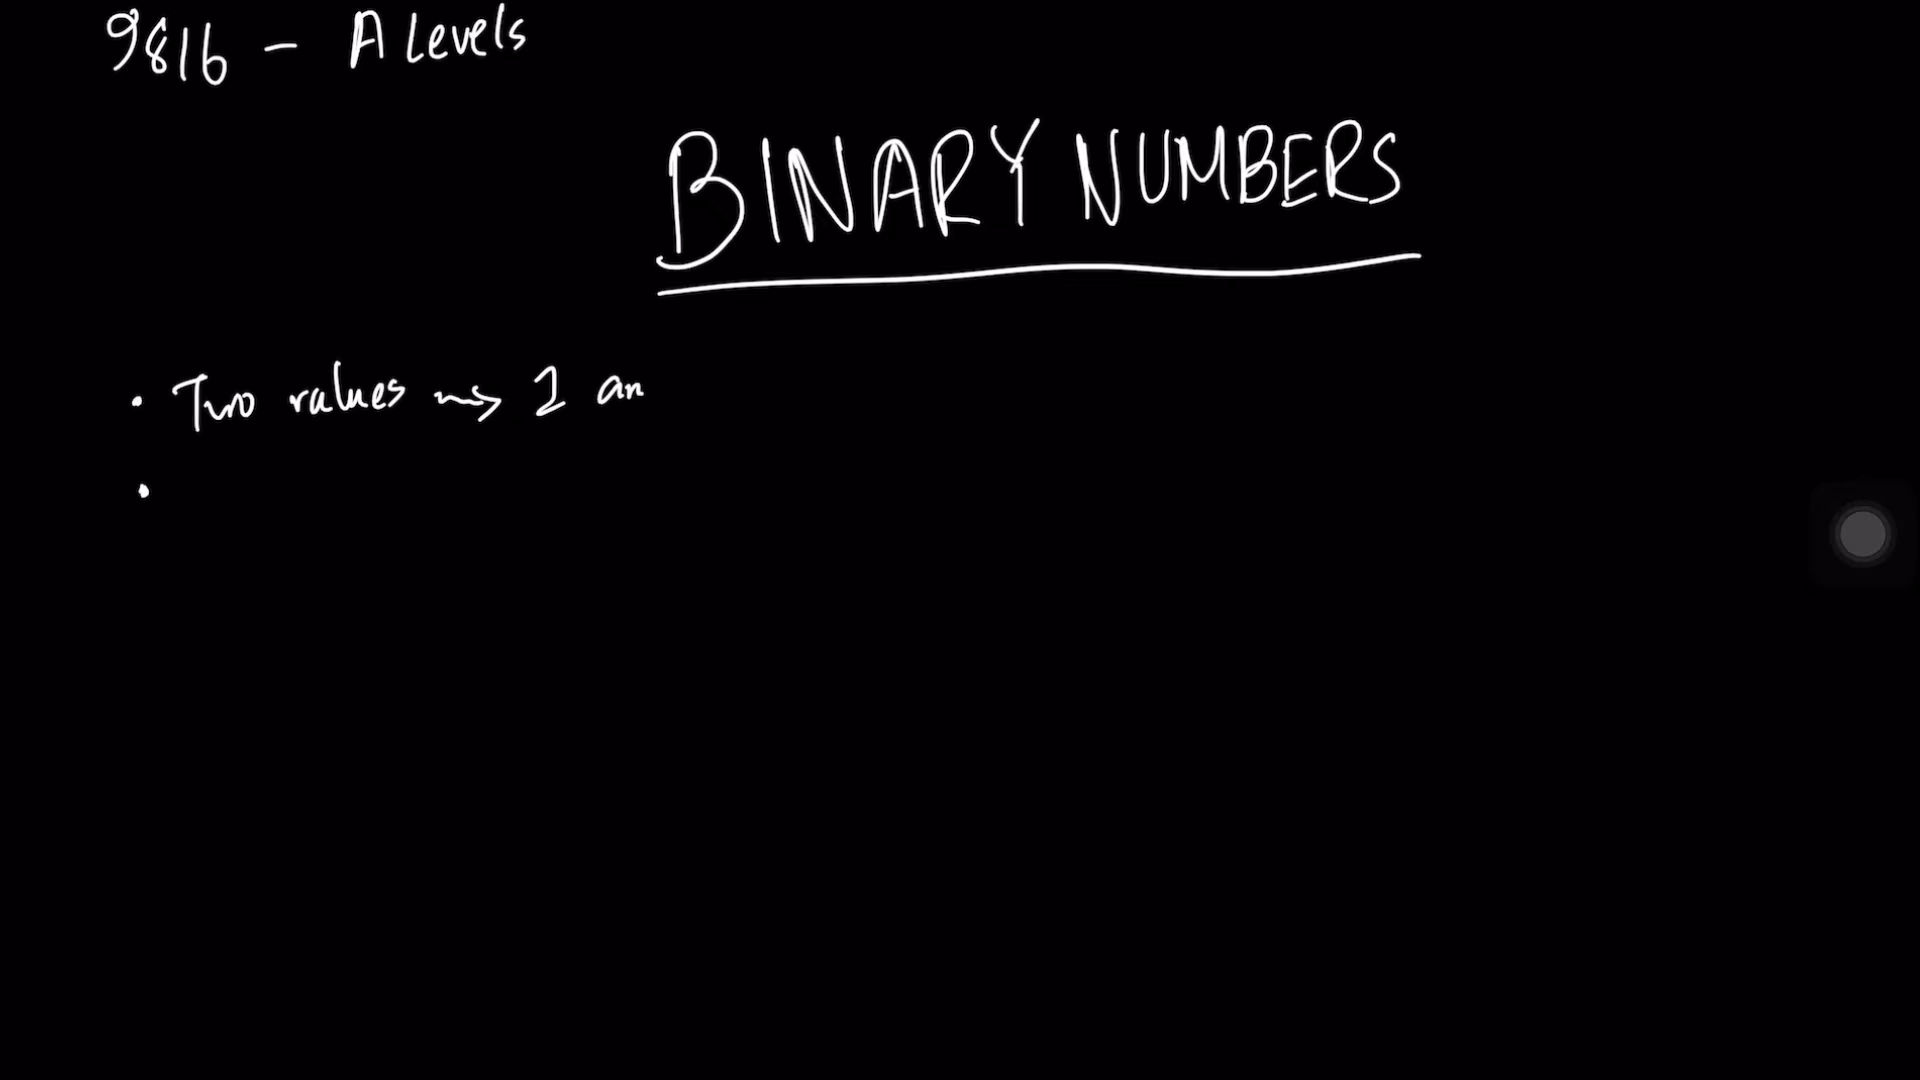 9816 - A Levels
BINARY NUMBERS
• Two values → 1 an
•